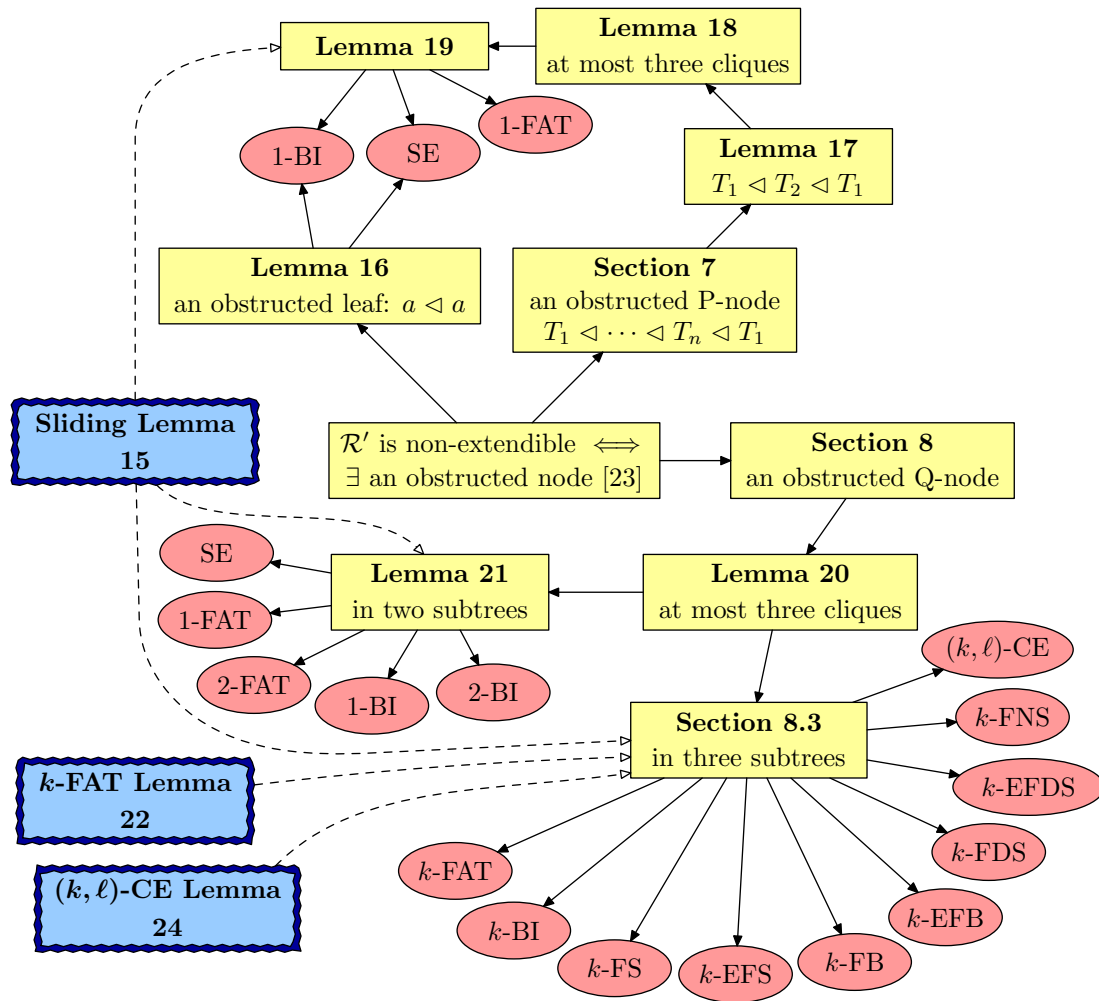 Lemma 18
at most three cliques
Lemma 19
1-FAT
1-BI
SE
Lemma 17
T₁ ◁ T₂ ◁ T₁
Lemma 16
an obstructed leaf: a ◁ a
Section 7
an obstructed P-node
T₁ ◁ ⋯ ◁ Tₙ ◁ T₁
Sliding Lemma
15
ℛ′ is non-extendible ⟺
∃ an obstructed node [23]
Section 8
an obstructed Q-node
SE
1-FAT
2-FAT
1-BI
2-BI
Lemma 21
in two subtrees
Lemma 20
at most three cliques
Section 8.3
in three subtrees
(k, ℓ)-CE
k-FNS
k-EFDS
k-FDS
k-EFB
k-FB
k-EFS
k-FS
k-BI
k-FAT
k-FAT Lemma
22
(k, ℓ)-CE Lemma
24